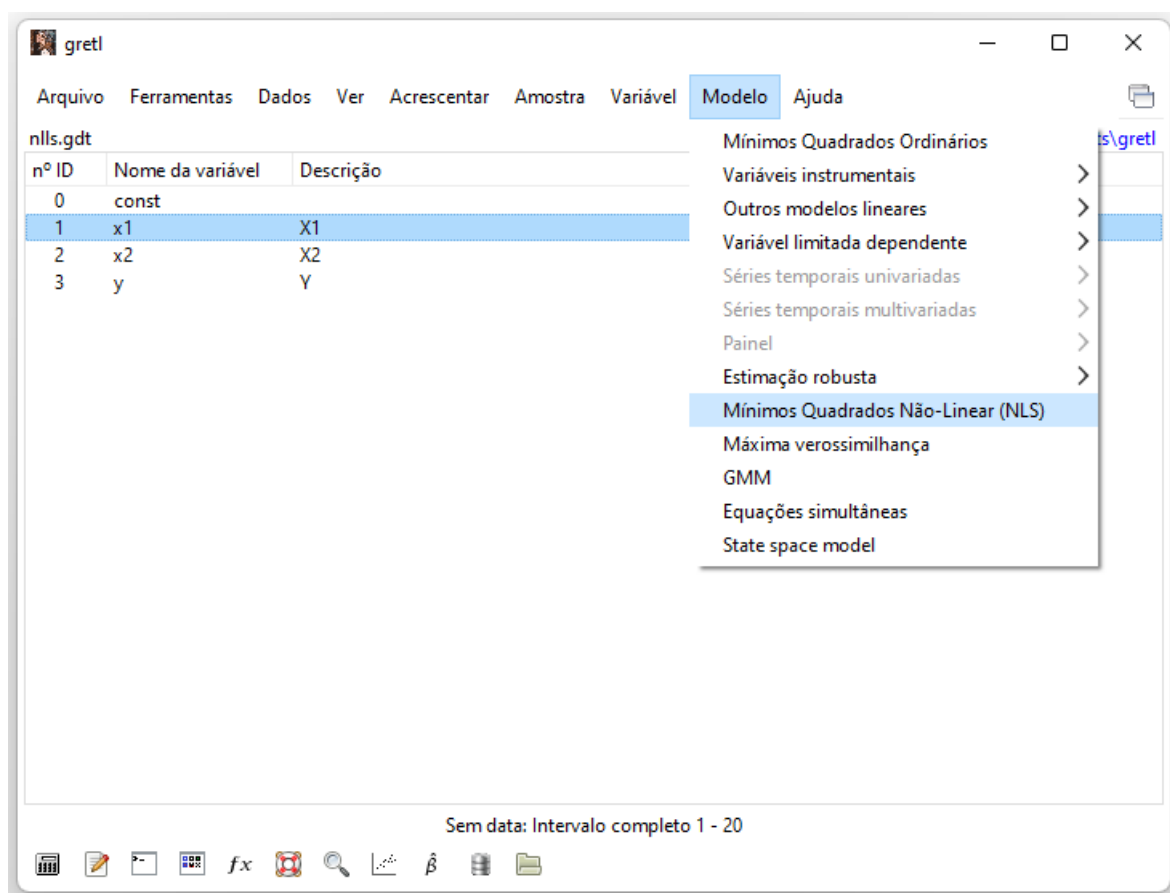 gretl
Arquivo Ferramentas Dados Ver Acrescentar Amostra Variável Modelo Ajuda
nlls.gdt ts\gretl
nº ID Nome da variável Descrição
0 const
1 x1 X1
2 x2 X2
3 y Y
Mínimos Quadrados Ordinários
Variáveis instrumentais
Outros modelos lineares
Variável limitada dependente
Séries temporais univariadas
Séries temporais multivariadas
Painel
Estimação robusta
Mínimos Quadrados Não-Linear (NLS)
Máxima verossimilhança
GMM
Equações simultâneas
State space model
Sem data: Intervalo completo 1 - 20
fx β̂